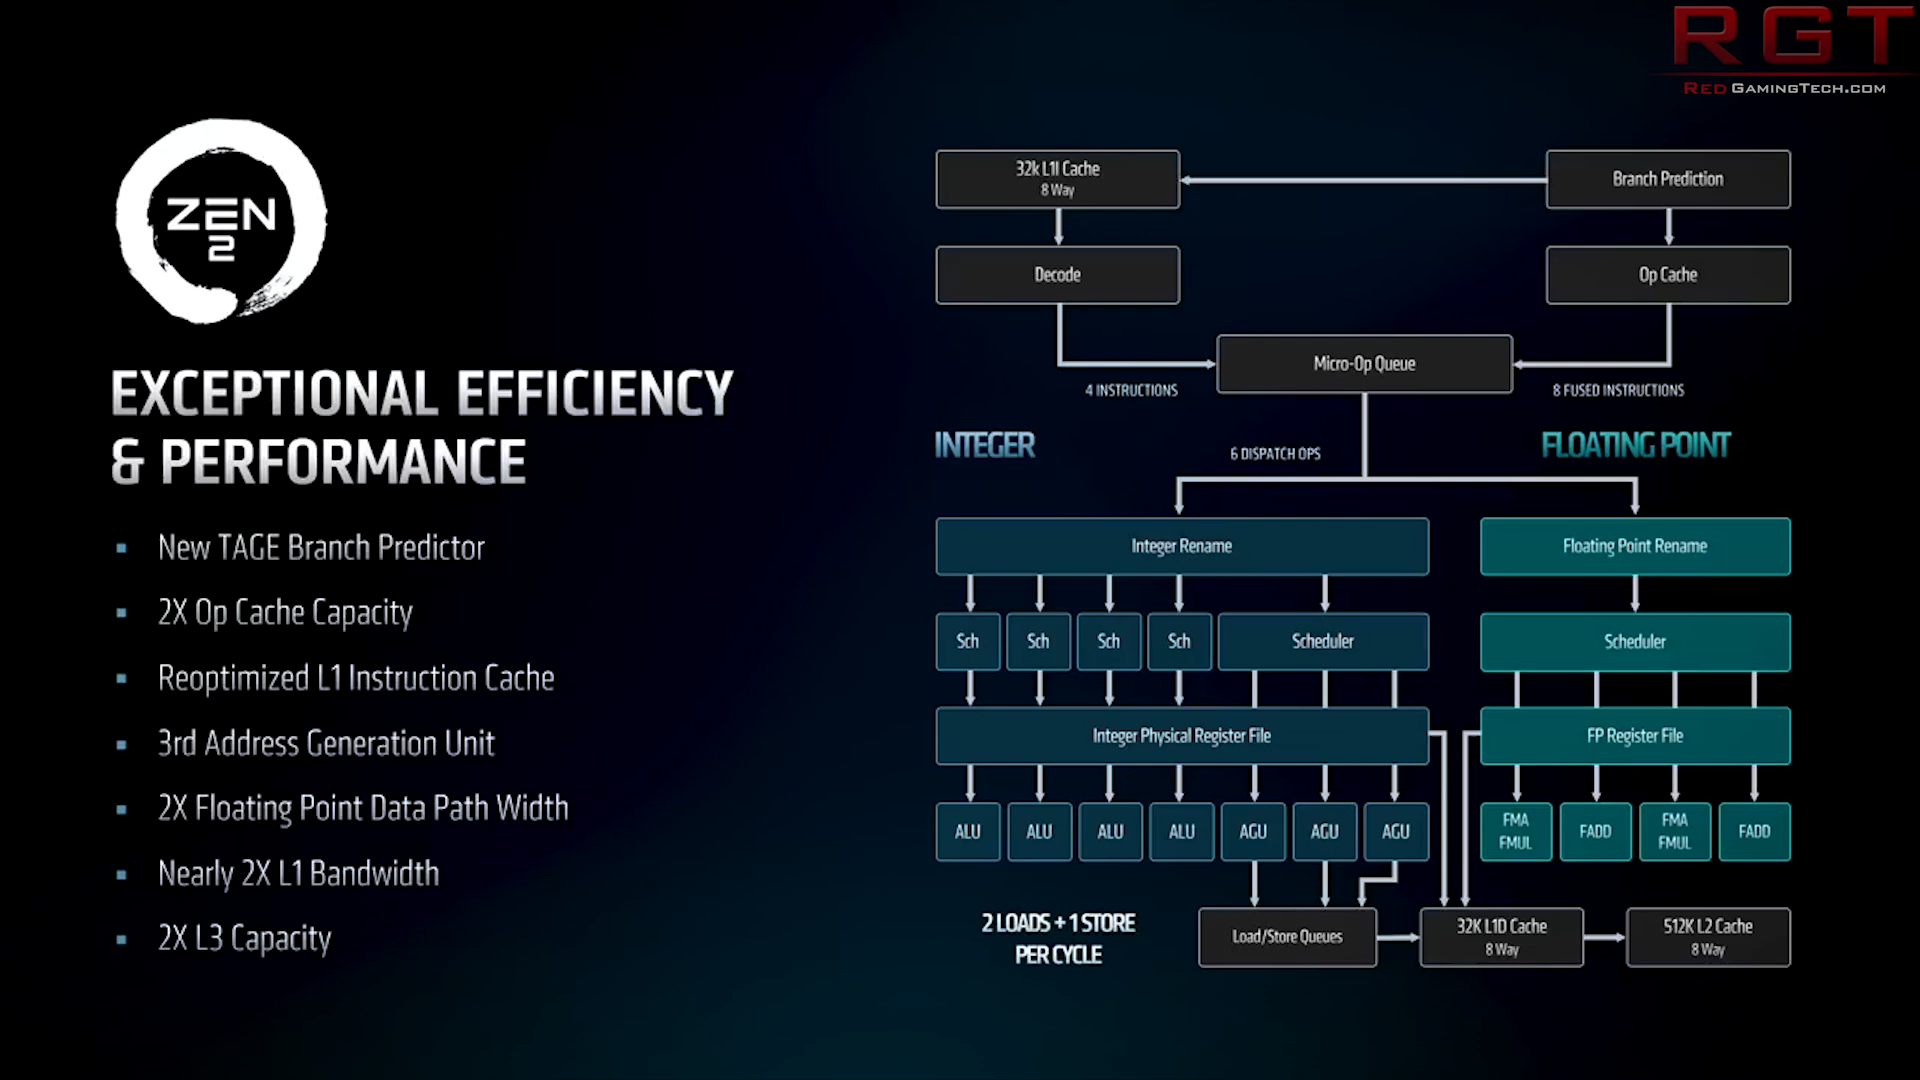 RGT
RedGamingTech.com
ZEN
2
EXCEPTIONAL EFFICIENCY
& PERFORMANCE
New TAGE Branch Predictor
2X Op Cache Capacity
Reoptimized L1 Instruction Cache
3rd Address Generation Unit
2X Floating Point Data Path Width
Nearly 2X L1 Bandwidth
2X L3 Capacity
32k L1I Cache
8 Way
Branch Prediction
Decode
Op Cache
Micro-Op Queue
4 INSTRUCTIONS
8 FUSED INSTRUCTIONS
INTEGER
6 DISPATCH OPS
FLOATING POINT
Integer Rename
Floating Point Rename
Sch
Sch
Sch
Sch
Scheduler
Scheduler
Integer Physical Register File
FP Register File
ALU
ALU
ALU
ALU
AGU
AGU
AGU
FMA
FMUL
FADD
FMA
FMUL
FADD
2 LOADS + 1 STORE
PER CYCLE
Load/Store Queues
32K L1D Cache
8 Way
512K L2 Cache
8 Way